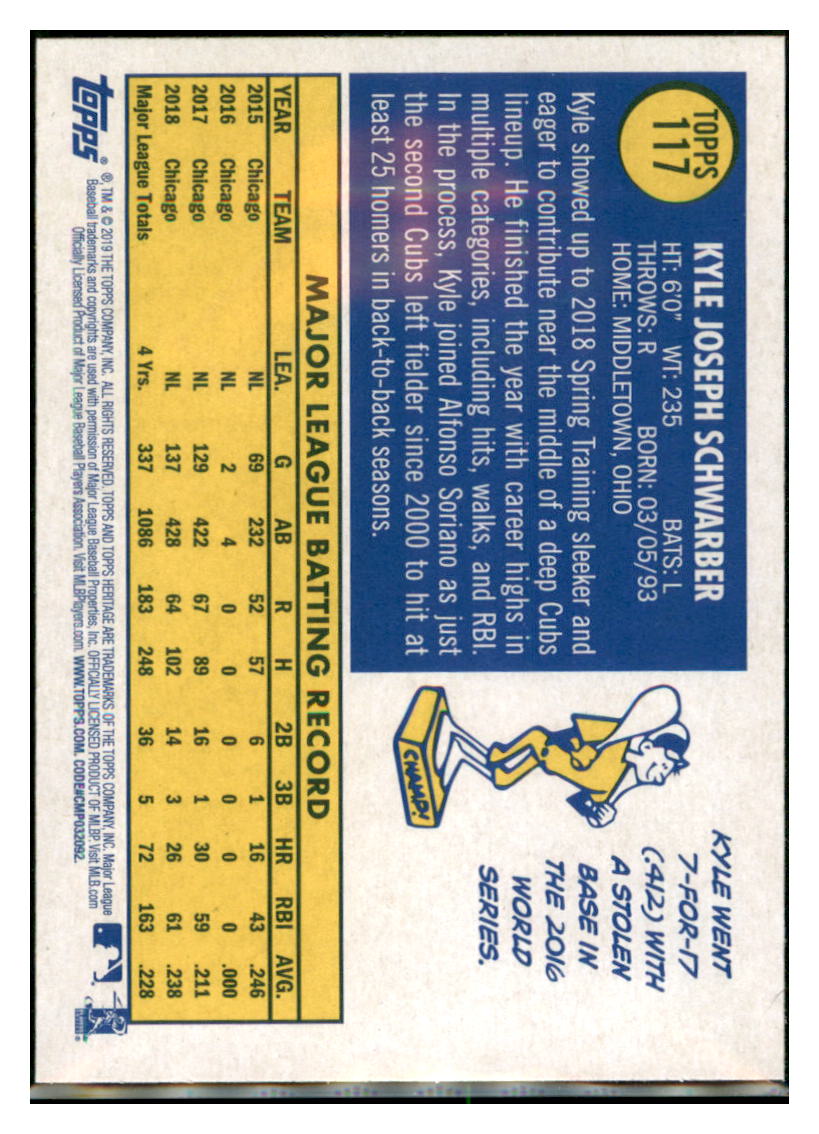 TOPPS
117
KYLE JOSEPH SCHWARBER
HT: 6'0" WT: 235 BATS: L
THROWS: R BORN: 03/05/93
HOME: MIDDLETOWN, OHIO
Kyle showed up to 2018 Spring Training sleeker and
eager to contribute near the middle of a deep Cubs
lineup. He finished the year with career highs in
multiple categories, including hits, walks, and RBI.
In the process, Kyle joined Alfonso Soriano as just
the second Cubs left fielder since 2000 to hit at
least 25 homers in back-to-back seasons.
KYLE WENT
7-FOR-17
(.412) WITH
A STOLEN
BASE IN
THE 2016
WORLD
SERIES.
CHAMP!
MAJOR LEAGUE BATTING RECORD
YEAR TEAM LEA. G AB R H 2B 3B HR RBI AVG.
2015 Chicago NL 69 232 52 57 6 1 16 43 .246
2016 Chicago NL 2 4 0 0 0 0 0 0 .000
2017 Chicago NL 129 422 67 89 16 1 30 59 .211
2018 Chicago NL 137 428 64 102 14 3 26 61 .238
Major League Totals 4 Yrs. 337 1086 183 248 36 5 72 163 .228
topps®
®, TM & © 2019 THE TOPPS COMPANY, INC. ALL RIGHTS RESERVED. TOPPS AND TOPPS HERITAGE ARE TRADEMARKS OF THE TOPPS COMPANY, INC. Major League
Baseball trademarks and copyrights are used with permission of Major League Baseball Properties, Inc. OFFICIALLY LICENSED PRODUCT OF MLBP. Visit MLB.com
Officially Licensed Product of Major League Baseball Players Association. Visit MLBPlayers.com. WWW.TOPPS.COM. CODE#CMP032092.